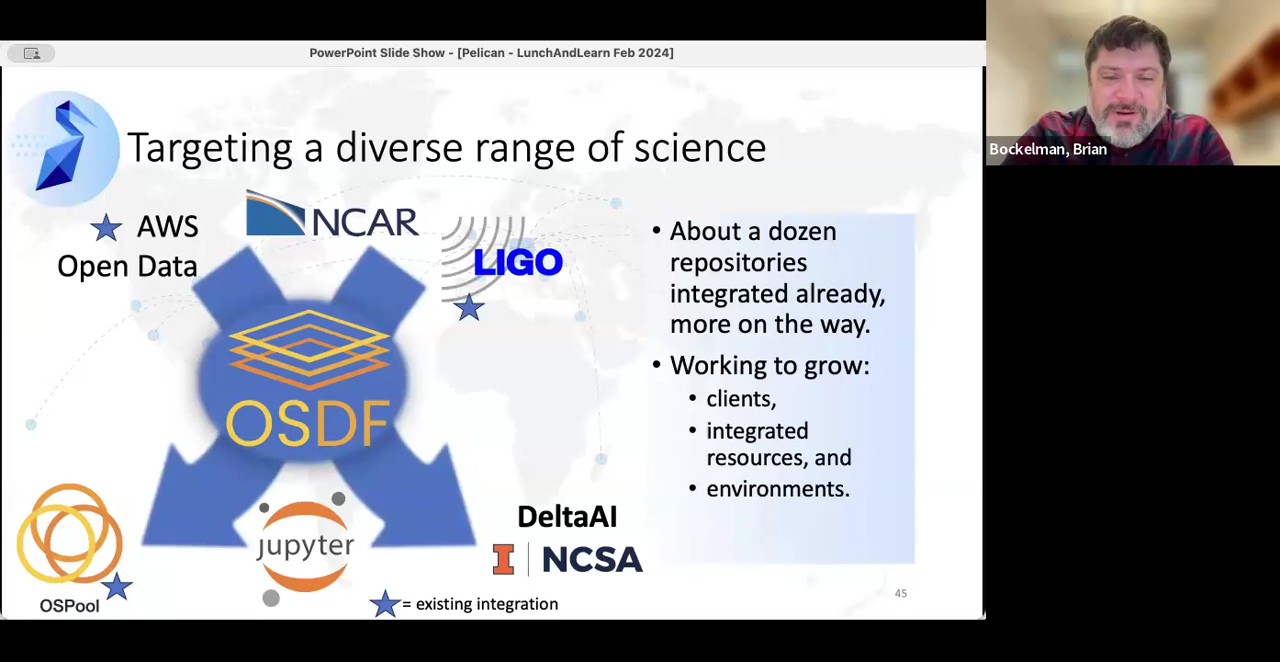 PowerPoint Slide Show - [Pelican - LunchAndLearn Feb 2024]
Bockelman, Brian
Targeting a diverse range of science
AWS
Open Data
NCAR
LIGO
OSDF
OSPool
jupyter
DeltaAI
I NCSA
= existing integration
• About a dozen
repositories
integrated already,
more on the way.
• Working to grow:
• clients,
• integrated
resources, and
• environments.
45